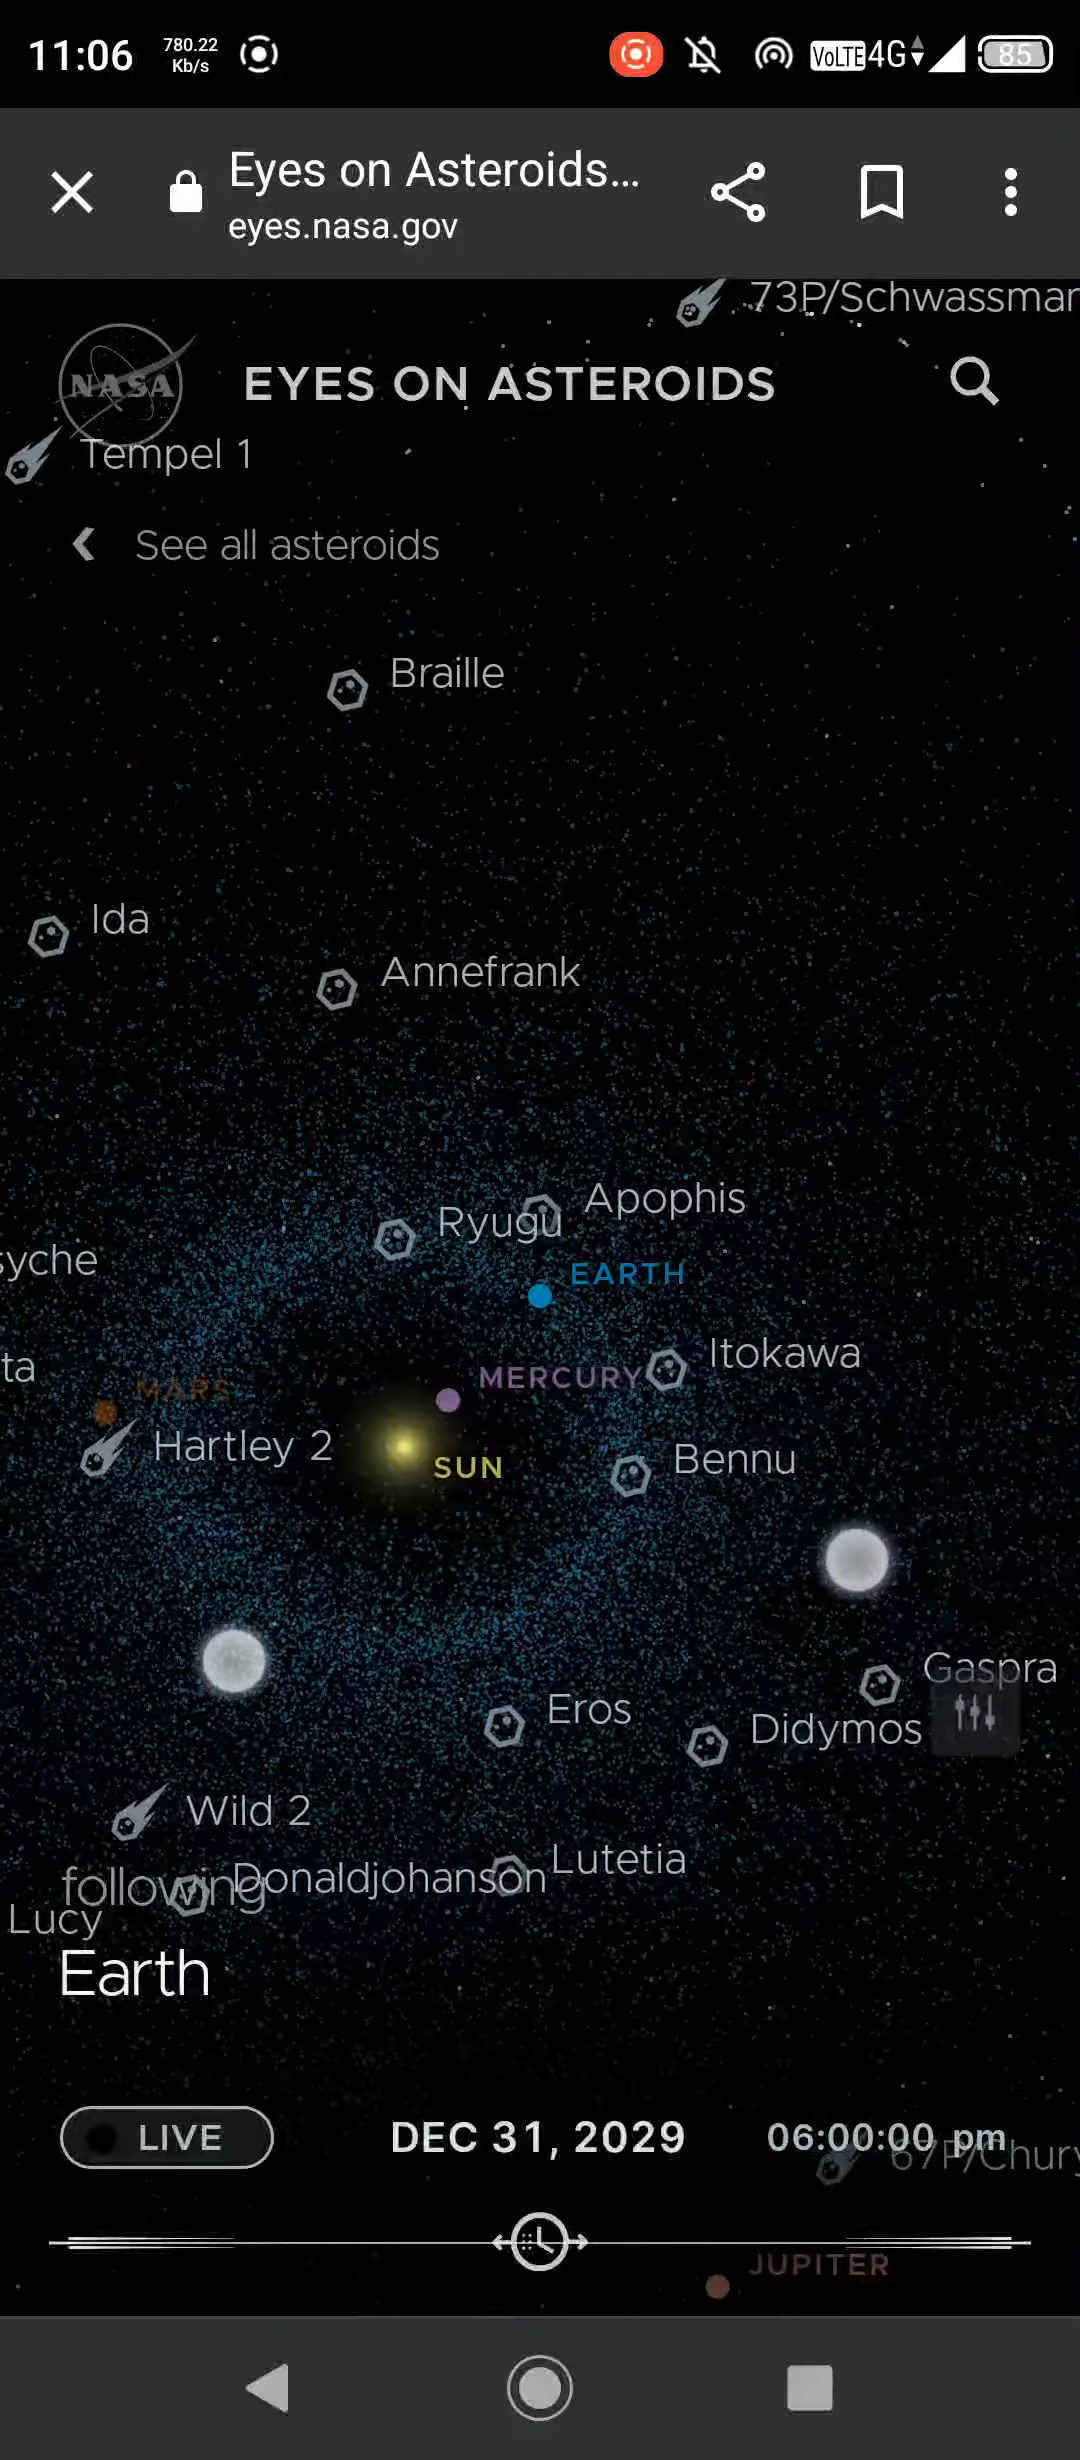 11:06
780.22
Kb/s
VoLTE 4G
85
Eyes on Asteroids...
eyes.nasa.gov
73P/Schwassmar
NASA
EYES ON ASTEROIDS
Tempel 1
See all asteroids
Braille
Ida
Annefrank
Apophis
Ryugu
syche
EARTH
Itokawa
ta
MERCURY
MARS
Hartley 2
SUN
Bennu
Gaspra
Eros
Didymos
Wild 2
Lutetia
Donaldjohanson
following
Lucy
Earth
LIVE
DEC 31, 2029
06:00:00 pm
67P/Chury
JUPITER